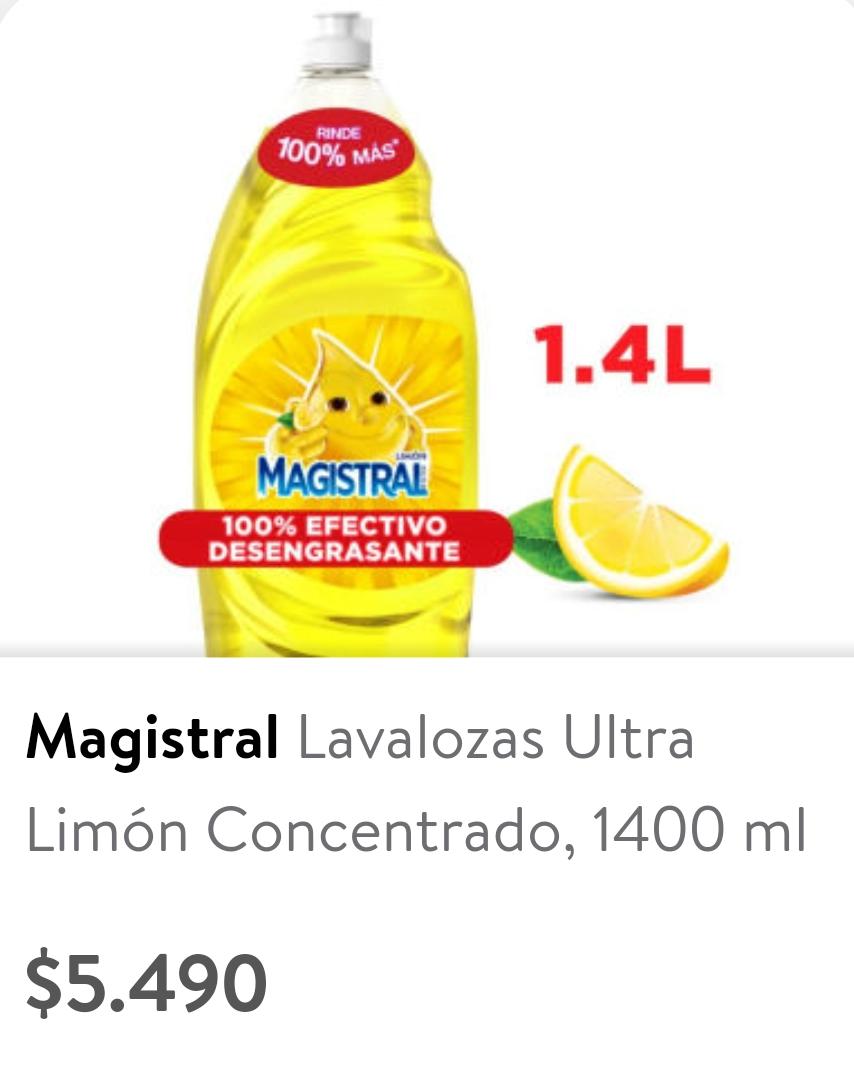 RINDE
100% MÁS*
1.4L
LIMÓN
MAGISTRAL
100% EFECTIVO
DESENGRASANTE
Magistral Lavalozas Ultra
Limón Concentrado, 1400 ml
$5.490